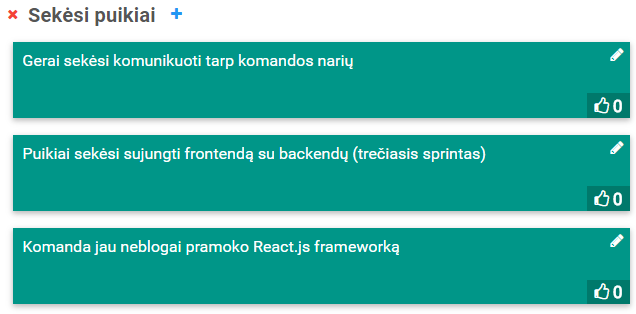 Sekėsi puikiai
Gerai sekėsi komunikuoti tarp komandos narių
0
Puikiai sekėsi sujungti frontendą su backendų (trečiasis sprintas)
0
Komanda jau neblogai pramoko React.js frameworką
0